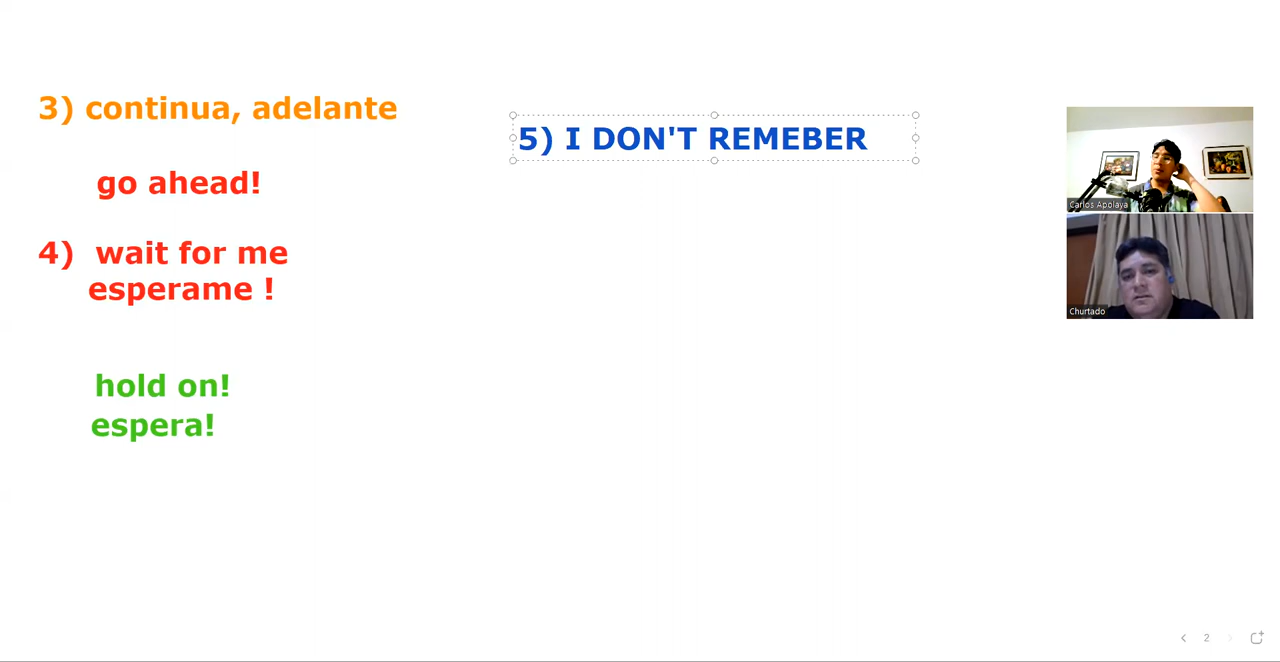 3) continua, adelante
go ahead!
4) wait for me
esperame !
hold on!
espera!
5) I DON'T REMEBER
Carlos Apolaya
Churtado
2